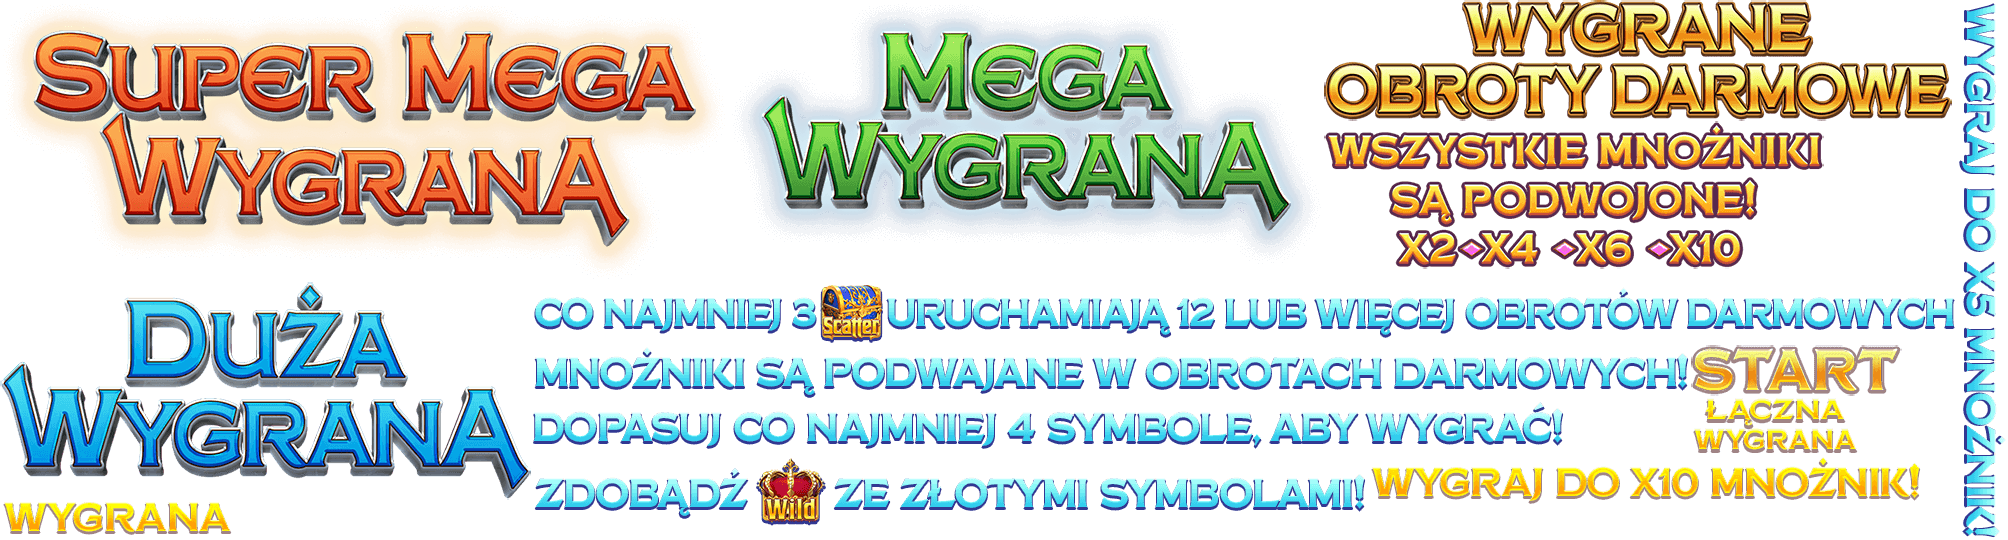 SUPER MEGA
WYGRANA
MEGA
WYGRANA
WYGRANE
OBROTY DARMOWE
WSZYSTKIE MNOŻNIKI
SĄ PODWOJONE!
X2 X4 X6 X10
WYGRAJ DO X5 MNOŻNIK!
DUŻA
WYGRANA
WYGRANA
CO NAJMNIEJ 3 Scatter URUCHAMIAJĄ 12 LUB WIĘCEJ OBROTÓW DARMOWYCH
MNOŻNIKI SĄ PODWAJANE W OBROTACH DARMOWYCH!
DOPASUJ CO NAJMNIEJ 4 SYMBOLE, ABY WYGRAĆ!
ZDOBĄDŹ Wild ZE ZŁOTYMI SYMBOLAMI!
START
ŁĄCZNA
WYGRANA
WYGRAJ DO X10 MNOŻNIK!